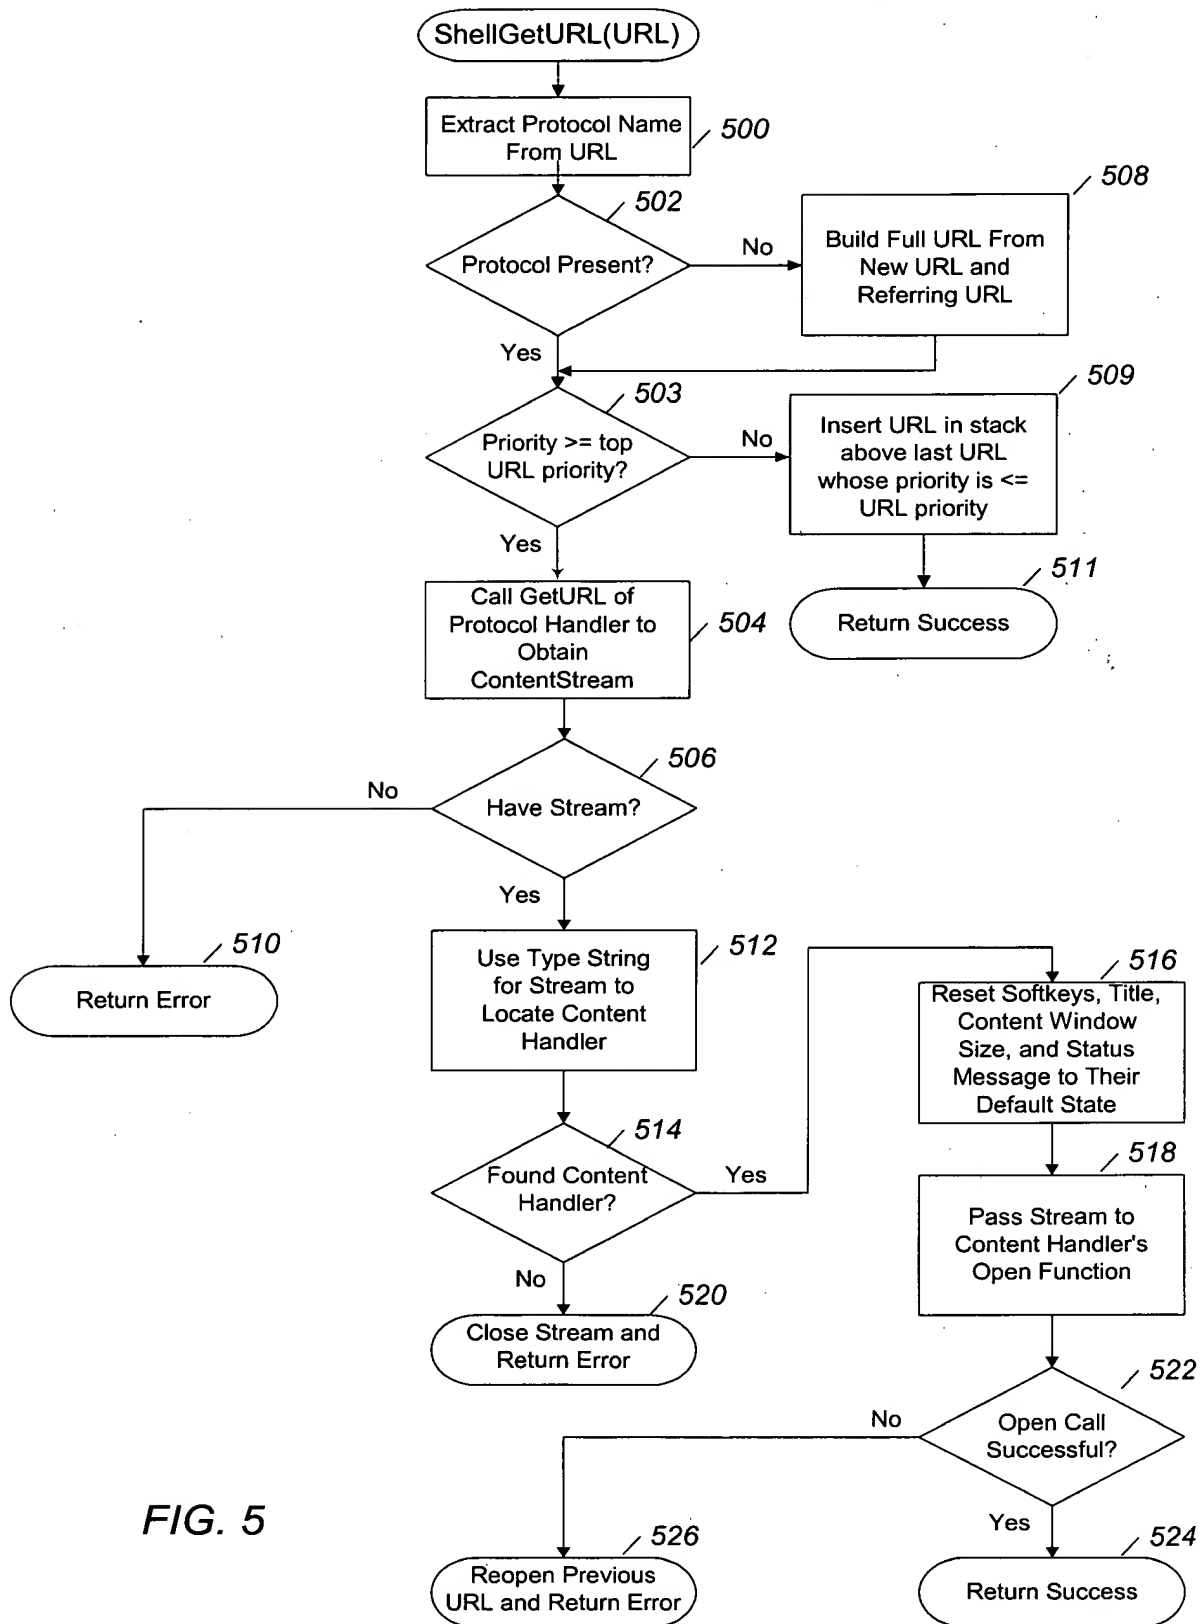 ShellGetURL(URL)
Extract Protocol Name
From URL
500
502
Protocol Present?
No
508
Build Full URL From
New URL and
Referring URL
Yes
503
Priority >= top
URL priority?
No
509
Insert URL in stack
above last URL
whose priority is <=
URL priority
Yes
511
Return Success
Call GetURL of
Protocol Handler to
Obtain
ContentStream
504
506
Have Stream?
No
Yes
510
Return Error
512
Use Type String
for Stream to
Locate Content
Handler
516
Reset Softkeys, Title,
Content Window
Size, and Status
Message to Their
Default State
514
Found Content
Handler?
Yes
518
Pass Stream to
Content Handler's
Open Function
No
520
Close Stream and
Return Error
522
Open Call
Successful?
No
Yes
FIG. 5
526
Reopen Previous
URL and Return Error
524
Return Success